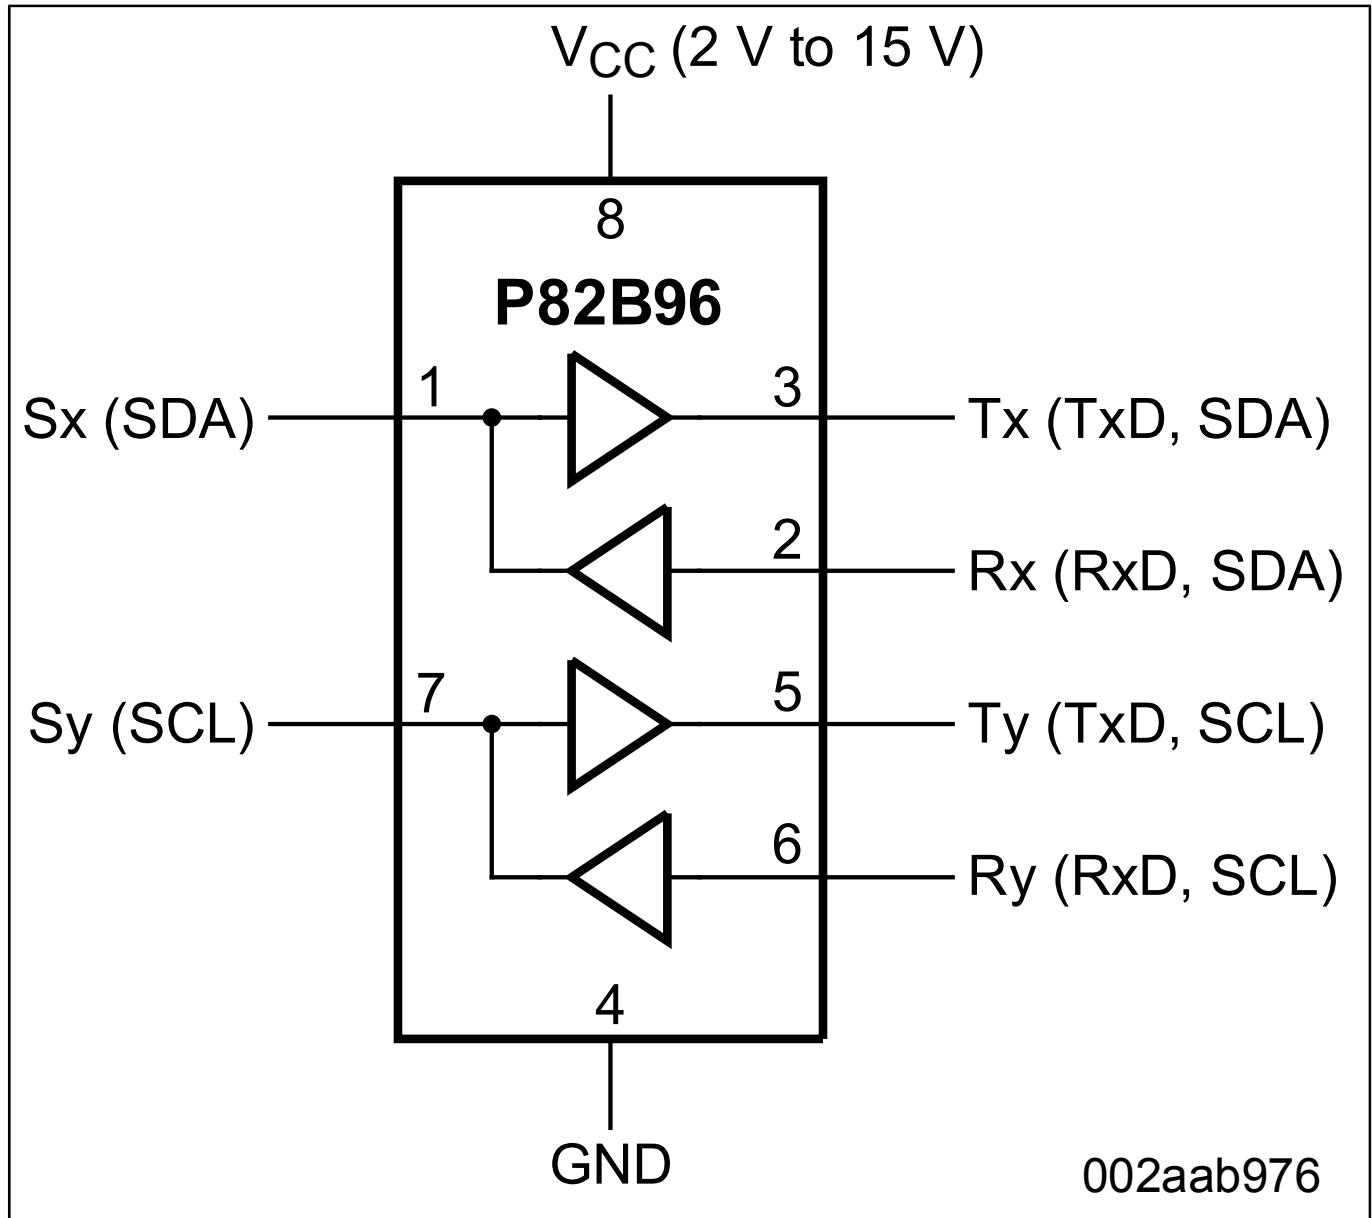 VCC (2 V to 15 V)
8
P82B96
1
3
Sx (SDA)
Tx (TxD, SDA)
2
Rx (RxD, SDA)
7
5
Sy (SCL)
Ty (TxD, SCL)
6
Ry (RxD, SCL)
4
GND
002aab976